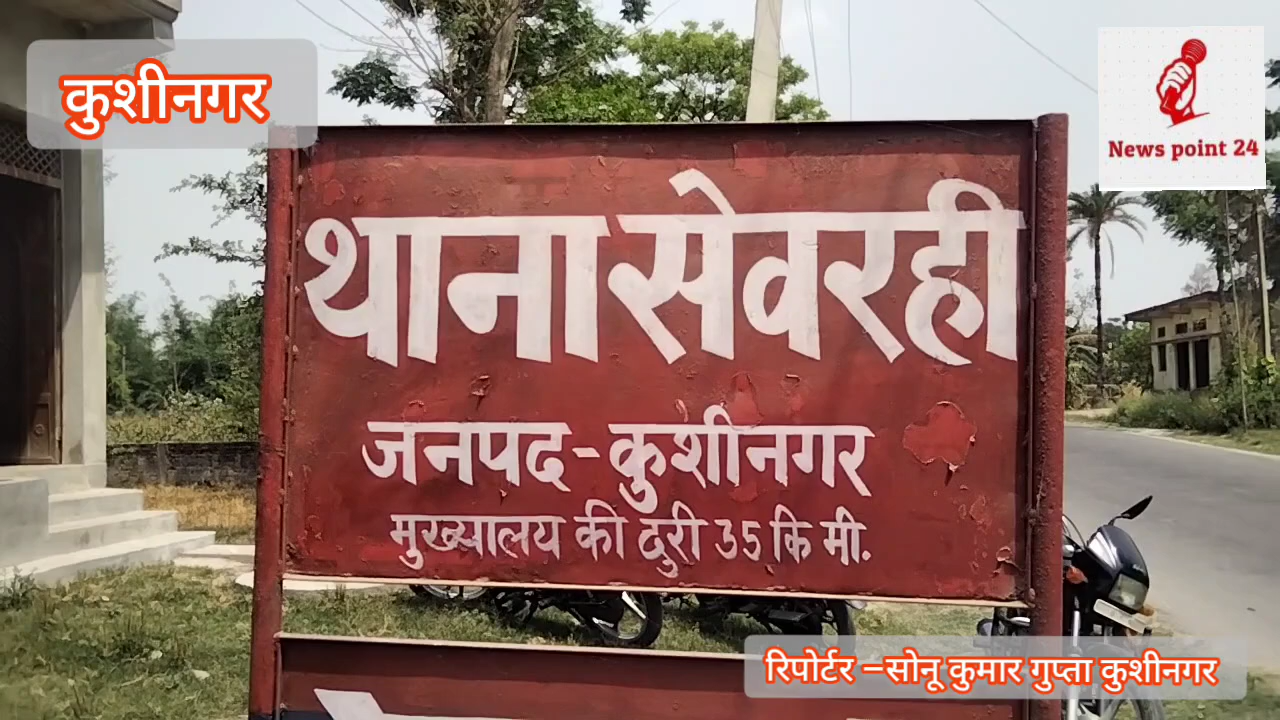 कुशीनगर
News point 24
थाना सेवरही
जनपद-कुशीनगर
मुख्यालय की दुरी 35 कि मी.
रिपोर्टर –सोनू कुमार गुप्ता कुशीनगर